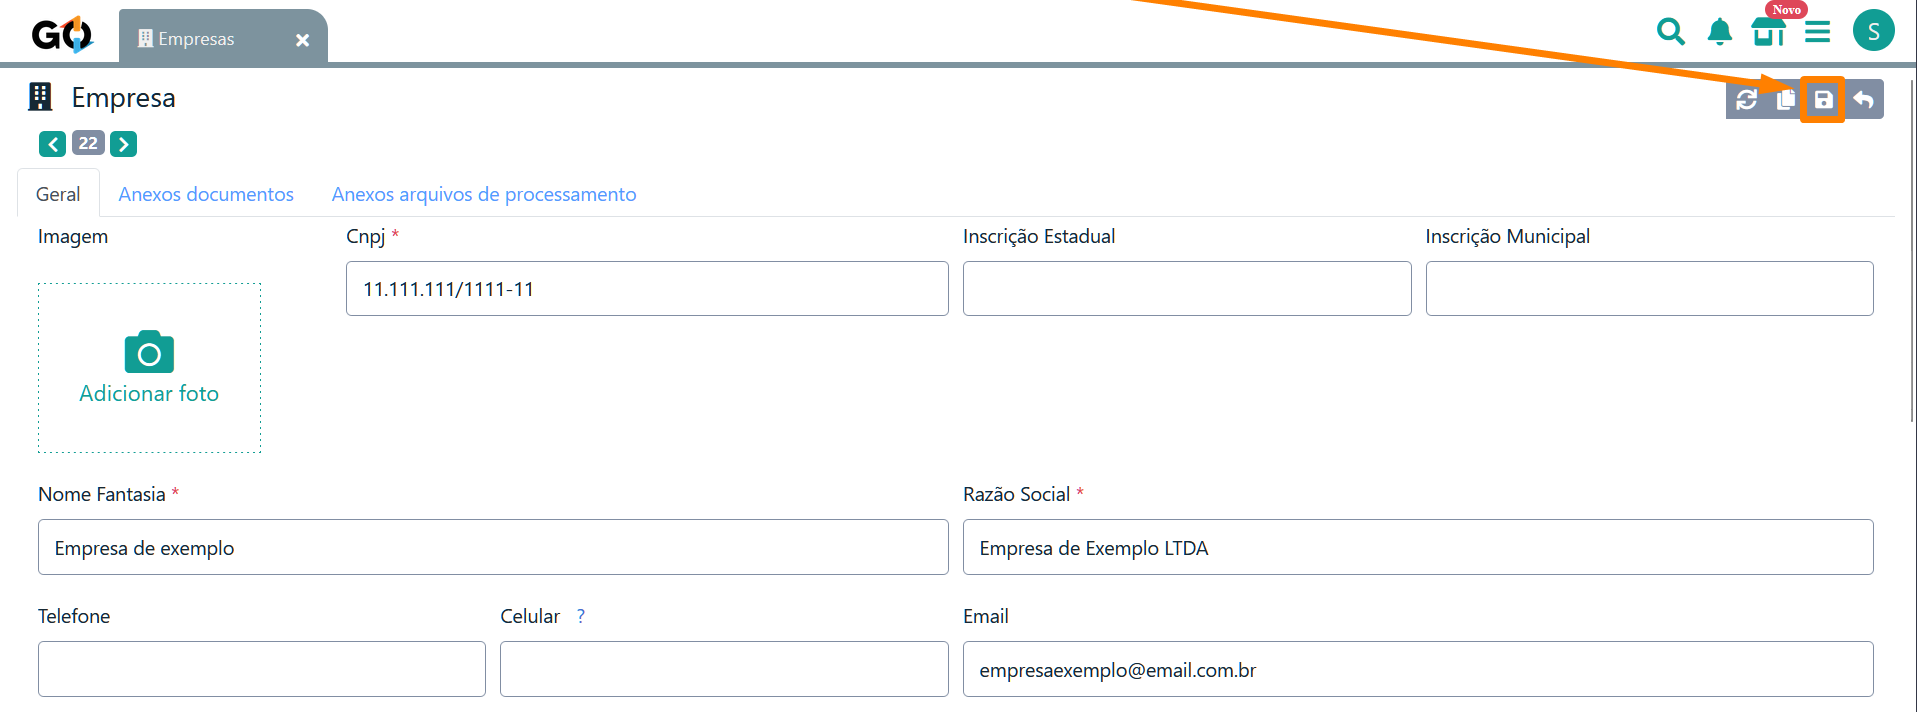 GO
Empresas
Novo
S
Empresa
22
Geral
Anexos documentos
Anexos arquivos de processamento
Imagem
Cnpj *
Inscrição Estadual
Inscrição Municipal
11.111.111/1111-11
Adicionar foto
Nome Fantasia *
Razão Social *
Empresa de exemplo
Empresa de Exemplo LTDA
Telefone
Celular ?
Email
empresaexemplo@email.com.br